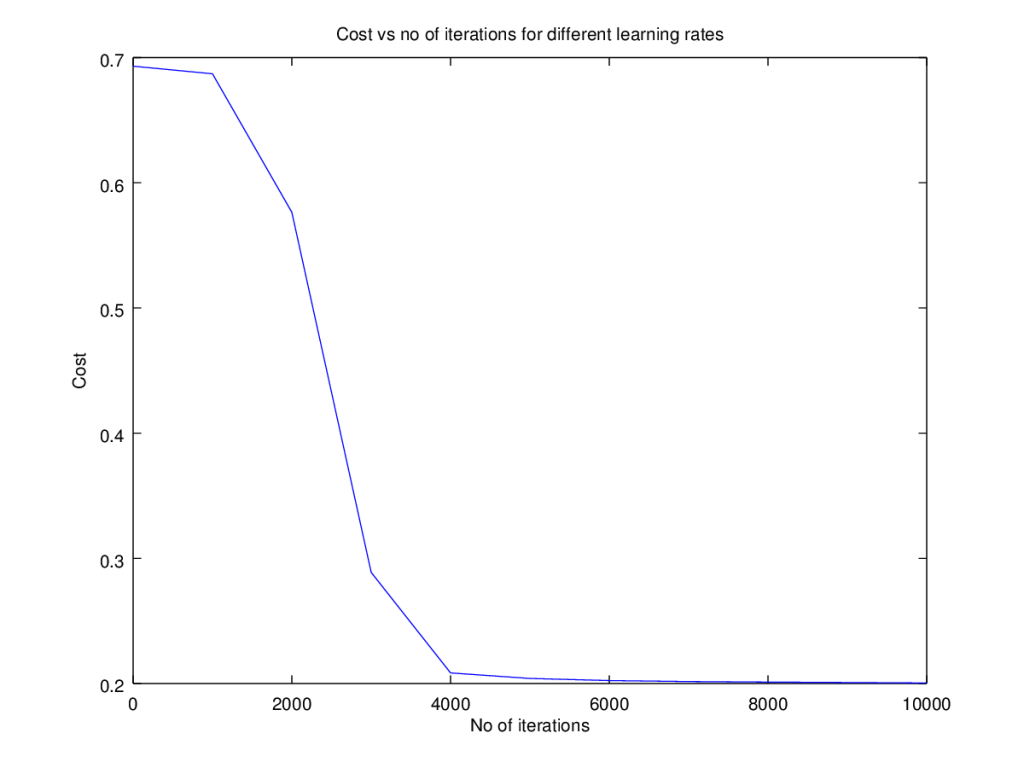 Cost vs no of iterations for different learning rates
0.7
0.6
0.5
0.4
0.3
0.2
Cost
0 2000 4000 6000 8000 10000
No of iterations